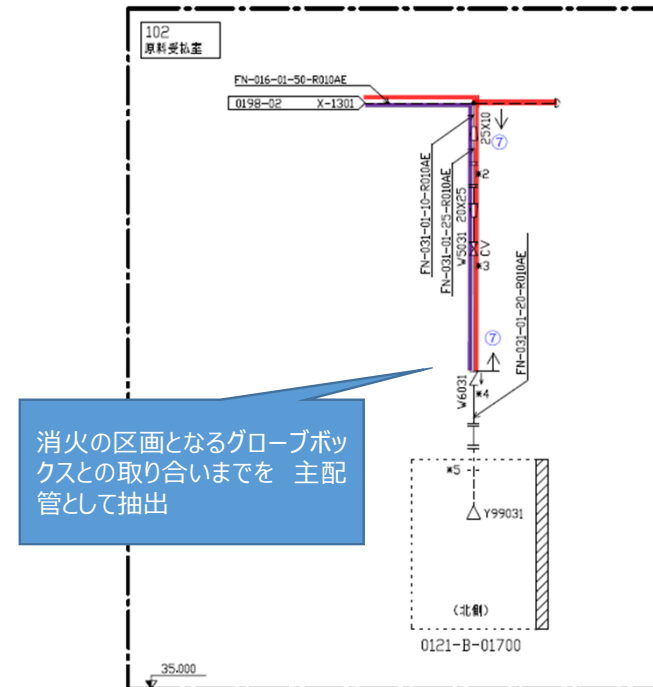 102
原料受払室
FN-016-01-50-R010AE
0198-02 X-1301
25X10
⑦
FN-031-01-10-R010AE
FN-031-01-25-R010AE
*2
W5031 20X25
CV
*3
FN-031-01-20-R010AE
⑦
W6031
*4
消火の区画となるグローブボッ
クスとの取り合いまでを 主配
管として抽出
*5
Y99031
(北側)
0121-B-01700
35.000